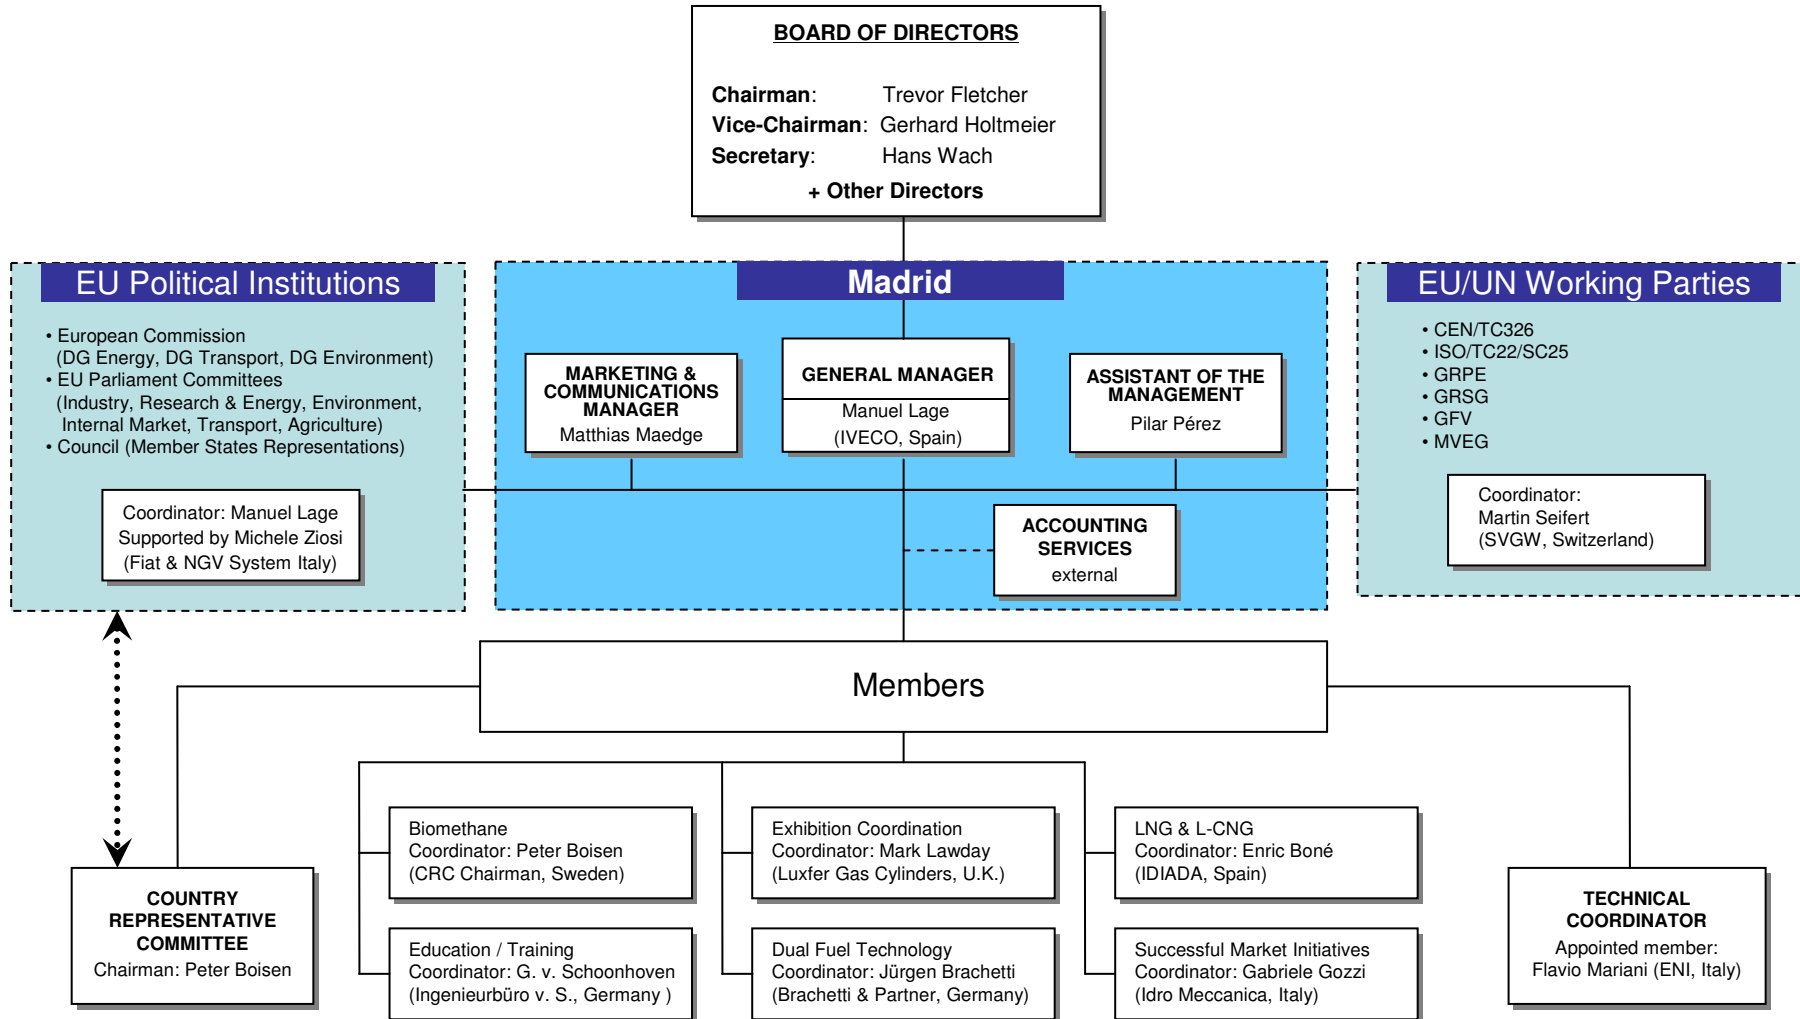 BOARD OF DIRECTORS
Chairman: Trevor Fletcher
Vice-Chairman: Gerhard Holtmeier
Secretary: Hans Wach
+ Other Directors
EU Political Institutions
• European Commission
(DG Energy, DG Transport, DG Environment)
• EU Parliament Committees
(Industry, Research & Energy, Environment,
Internal Market, Transport, Agriculture)
• Council (Member States Representations)
Coordinator: Manuel Lage
Supported by Michele Ziosi
(Fiat & NGV System Italy)
Madrid
MARKETING &
COMMUNICATIONS
MANAGER
Matthias Maedge
GENERAL MANAGER
Manuel Lage
(IVECO, Spain)
ASSISTANT OF THE
MANAGEMENT
Pilar Pérez
ACCOUNTING
SERVICES
external
EU/UN Working Parties
• CEN/TC326
• ISO/TC22/SC25
• GRPE
• GRSG
• GFV
• MVEG
Coordinator:
Martin Seifert
(SVGW, Switzerland)
Members
COUNTRY
REPRESENTATIVE
COMMITTEE
Chairman: Peter Boisen
Biomethane
Coordinator: Peter Boisen
(CRC Chairman, Sweden)
Exhibition Coordination
Coordinator: Mark Lawday
(Luxfer Gas Cylinders, U.K.)
LNG & L-CNG
Coordinator: Enric Boné
(IDIADA, Spain)
Education / Training
Coordinator: G. v. Schoonhoven
(Ingenieurbüro v. S., Germany )
Dual Fuel Technology
Coordinator: Jürgen Brachetti
(Brachetti & Partner, Germany)
Successful Market Initiatives
Coordinator: Gabriele Gozzi
(Idro Meccanica, Italy)
TECHNICAL
COORDINATOR
Appointed member:
Flavio Mariani (ENI, Italy)